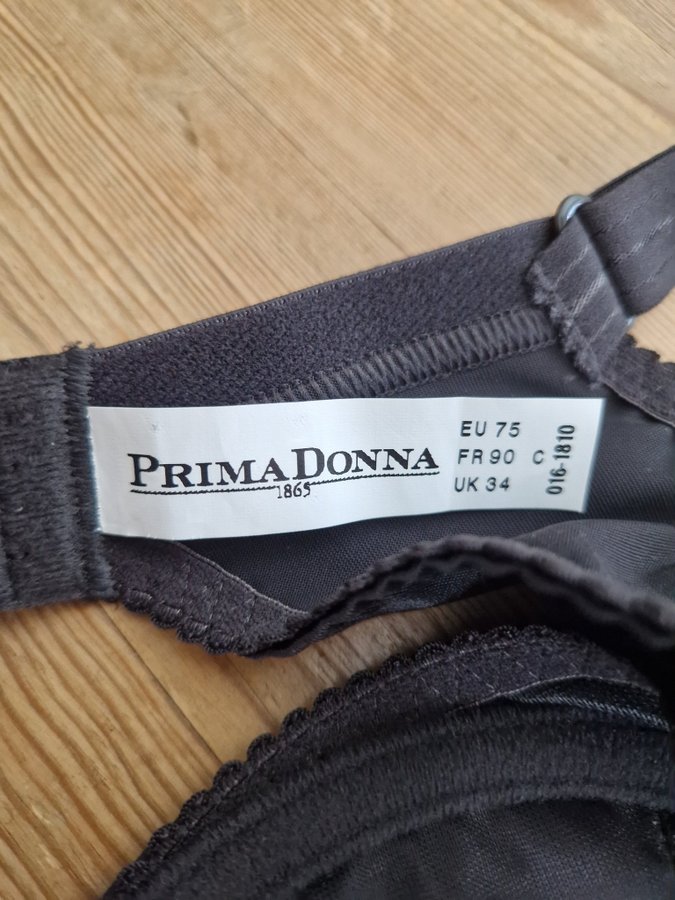 PRIMADONNA
1865
EU 75
FR 90 C
UK 34
016-1810